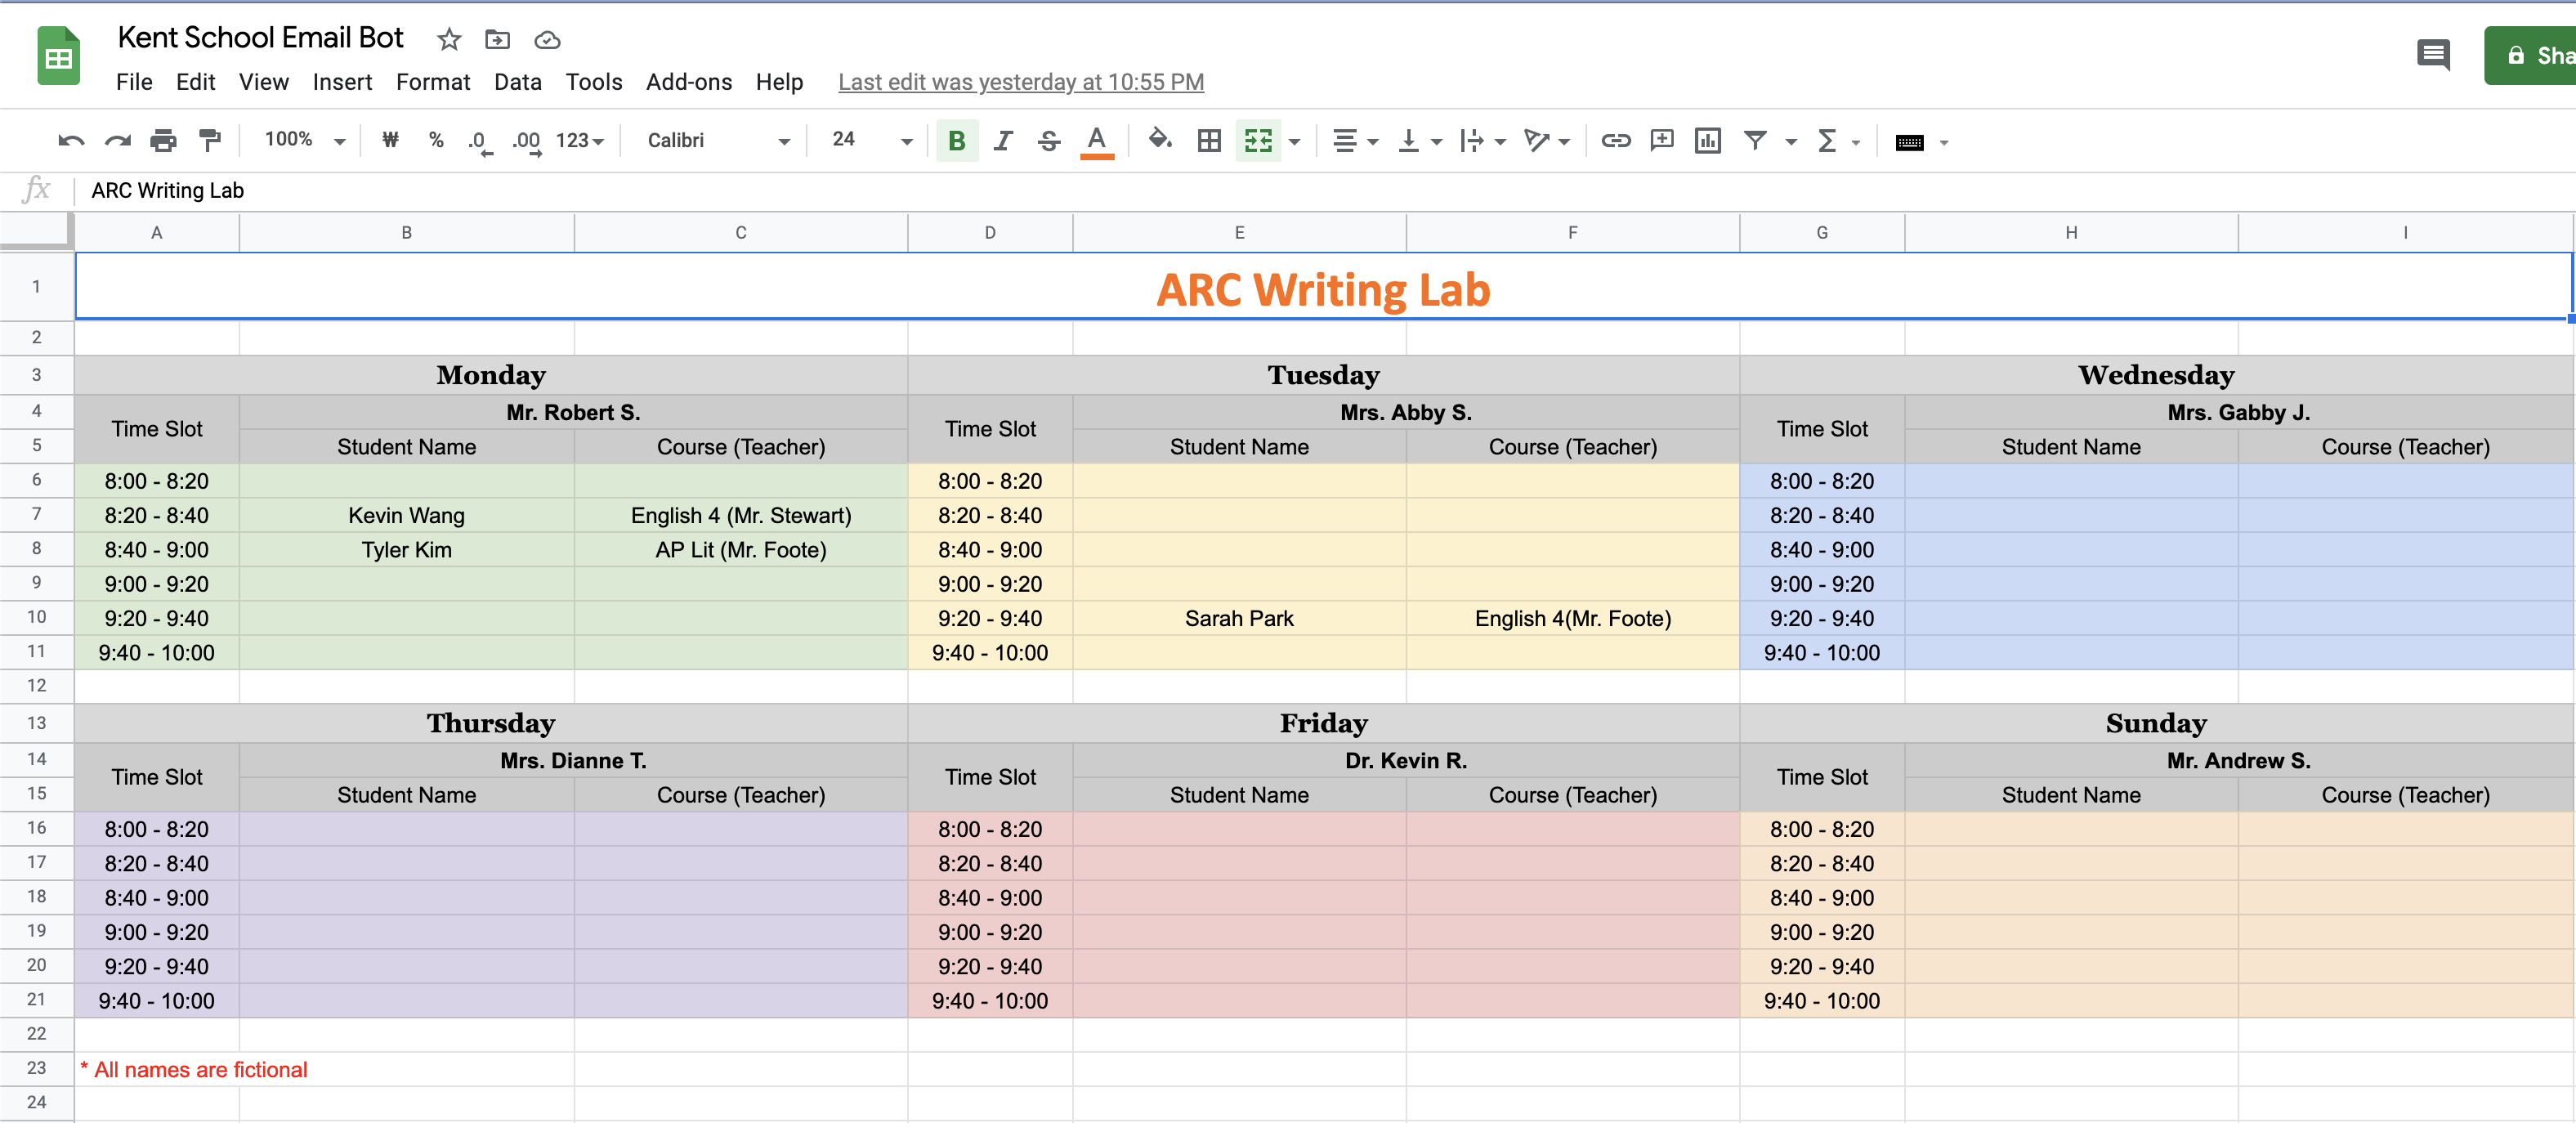 Kent School Email Bot
File Edit View Insert Format Data Tools Add-ons Help Last edit was yesterday at 10:55 PM
Sha
100% ₩ % .0 .00 123 Calibri 24 B I S A Σ
fx ARC Writing Lab
A B C D E F G H I
1 ARC Writing Lab
2
3 Monday Tuesday Wednesday
4 Time Slot Mr. Robert S. Time Slot Mrs. Abby S. Time Slot Mrs. Gabby J.
5 Student Name Course (Teacher) Student Name Course (Teacher) Student Name Course (Teacher)
6 8:00 - 8:20 8:00 - 8:20 8:00 - 8:20
7 8:20 - 8:40 Kevin Wang English 4 (Mr. Stewart) 8:20 - 8:40 8:20 - 8:40
8 8:40 - 9:00 Tyler Kim AP Lit (Mr. Foote) 8:40 - 9:00 8:40 - 9:00
9 9:00 - 9:20 9:00 - 9:20 9:00 - 9:20
10 9:20 - 9:40 9:20 - 9:40 Sarah Park English 4(Mr. Foote) 9:20 - 9:40
11 9:40 - 10:00 9:40 - 10:00 9:40 - 10:00
12
13 Thursday Friday Sunday
14 Time Slot Mrs. Dianne T. Time Slot Dr. Kevin R. Time Slot Mr. Andrew S.
15 Student Name Course (Teacher) Student Name Course (Teacher) Student Name Course (Teacher)
16 8:00 - 8:20 8:00 - 8:20 8:00 - 8:20
17 8:20 - 8:40 8:20 - 8:40 8:20 - 8:40
18 8:40 - 9:00 8:40 - 9:00 8:40 - 9:00
19 9:00 - 9:20 9:00 - 9:20 9:00 - 9:20
20 9:20 - 9:40 9:20 - 9:40 9:20 - 9:40
21 9:40 - 10:00 9:40 - 10:00 9:40 - 10:00
22
23 * All names are fictional
24